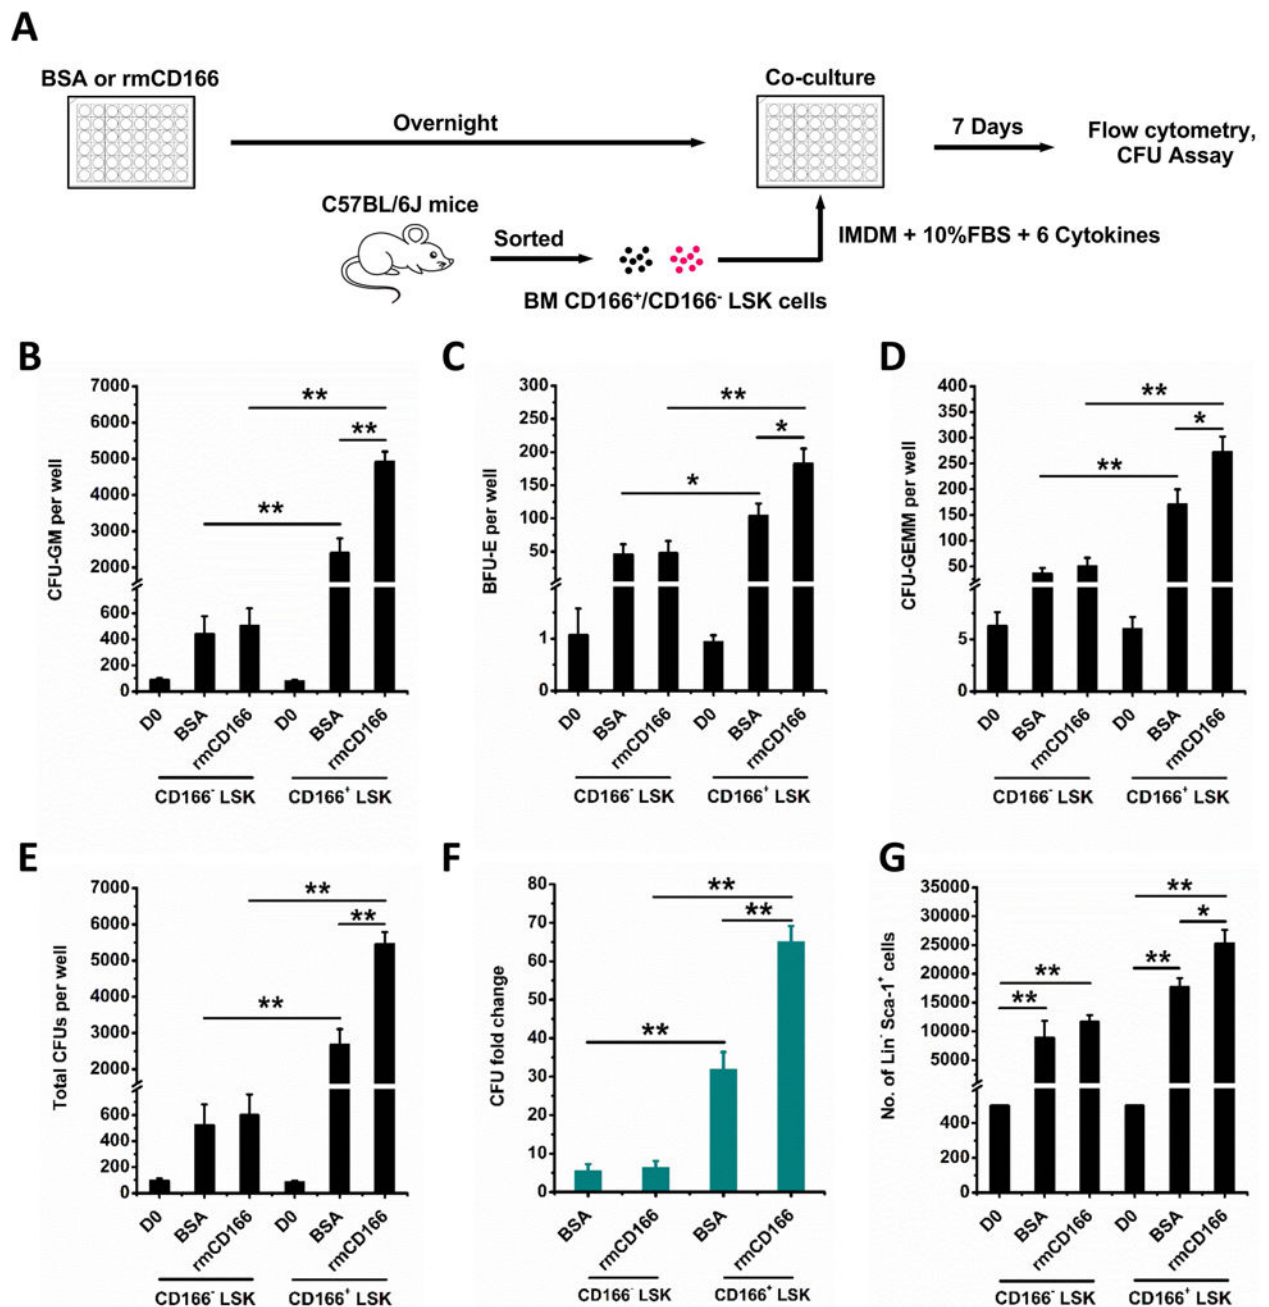 A
BSA or rmCD166
Overnight
Co-culture
7 Days
Flow cytometry,
CFU Assay
C57BL/6J mice
Sorted
IMDM + 10%FBS + 6 Cytokines
BM CD166⁺/CD166⁻ LSK cells
B
CFU-GM per well
7000
6000
5000
4000
3000
2000
600
400
200
0
**
**
**
D0
BSA
rmCD166
D0
BSA
rmCD166
CD166⁻ LSK
CD166⁺ LSK
C
BFU-E per well
300
250
200
150
100
50
1
0
**
*
*
D0
BSA
rmCD166
D0
BSA
rmCD166
CD166⁻ LSK
CD166⁺ LSK
D
CFU-GEMM per well
400
350
300
250
200
150
100
50
5
0
**
*
**
D0
BSA
rmCD166
D0
BSA
rmCD166
CD166⁻ LSK
CD166⁺ LSK
E
Total CFUs per well
7000
6000
5000
4000
3000
2000
600
400
200
0
**
**
**
D0
BSA
rmCD166
D0
BSA
rmCD166
CD166⁻ LSK
CD166⁺ LSK
F
CFU fold change
80
70
60
50
40
30
20
10
0
**
**
**
BSA
rmCD166
BSA
rmCD166
CD166⁻ LSK
CD166⁺ LSK
G
No. of Lin⁻ Sca-1⁺ cells
35000
30000
25000
20000
15000
10000
5000
400
200
0
**
*
**
**
**
D0
BSA
rmCD166
D0
BSA
rmCD166
CD166⁻ LSK
CD166⁺ LSK